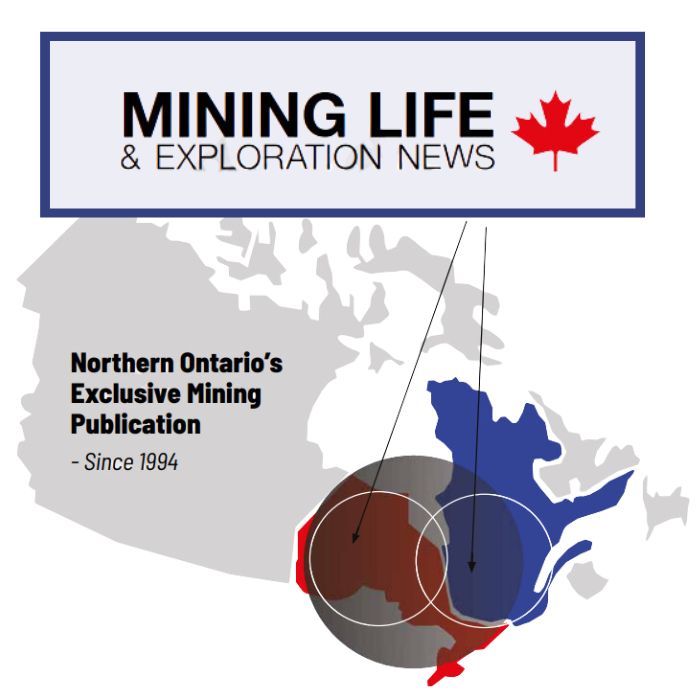 MINING LIFE
& EXPLORATION NEWS
Northern Ontario's
Exclusive Mining
Publication
- Since 1994